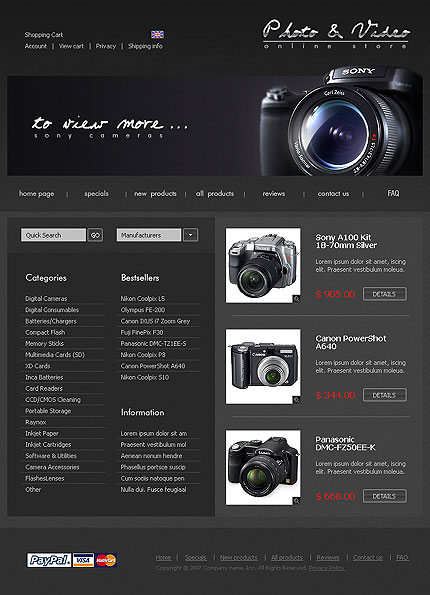 Shopping Cart
Account | View cart | Privacy | Shipping info
Photo & Video
online store
SONY
Carl Zeiss
to view more ...
sony cameras
home page | specials | new products | all products | reviews | contact us | FAQ
Quick Search GO
Manufacturers
Categories
Digital Cameras
Digital Consumables
Batteries/Chargers
Compact Flash
Memory Sticks
Multimedia Cards (SD)
XD Cards
Inca Batteries
Card Readers
CCD/CMOS Cleaning
Portable Storage
Raynox
Inkjet Paper
Inkjet Cartridges
Software & Utilities
Camera Accessories
FlashesLenses
Other
Bestsellers
Nikon Coolpix L5
Olympus FE-200
Canon IXUS i7 Zoom Grey
Fuji FinePix F30
Panasonic DMC-TZ1EE-S
Nikon Coolpix P3
Canon PowerShot A640
Nikon Coolpix S10
Information
Lorem ipsum dolor sit am
Praesent vestibulum mol
Aenean nonum hendre
Phasellus portsce suscip
Cum sociis natoque pen
Nulla dui. Fusce feugiaal
Sony A100 Kit
18-70mm Silver
Lorem ipsum dolor sit amet, iscing
elit. Praesent vestibulum moleua.
$ 905.00 DETAILS
Canon PowerShot
A640
Lorem ipsum dolor sit amet, iscing
elit. Praesent vestibulum moleua.
$ 344.00 DETAILS
Panasonic
DMC-FZ50EE-K
Lorem ipsum dolor sit amet, iscing
elit. Praesent vestibulum moleua.
$ 668.00 DETAILS
PayPal VISA
Home | Specials | New products | All products | Reviews | Contact us | FAQ
Copyright @ 2007 Company name, Inc. All Rights Reserved. Privacy Policy.